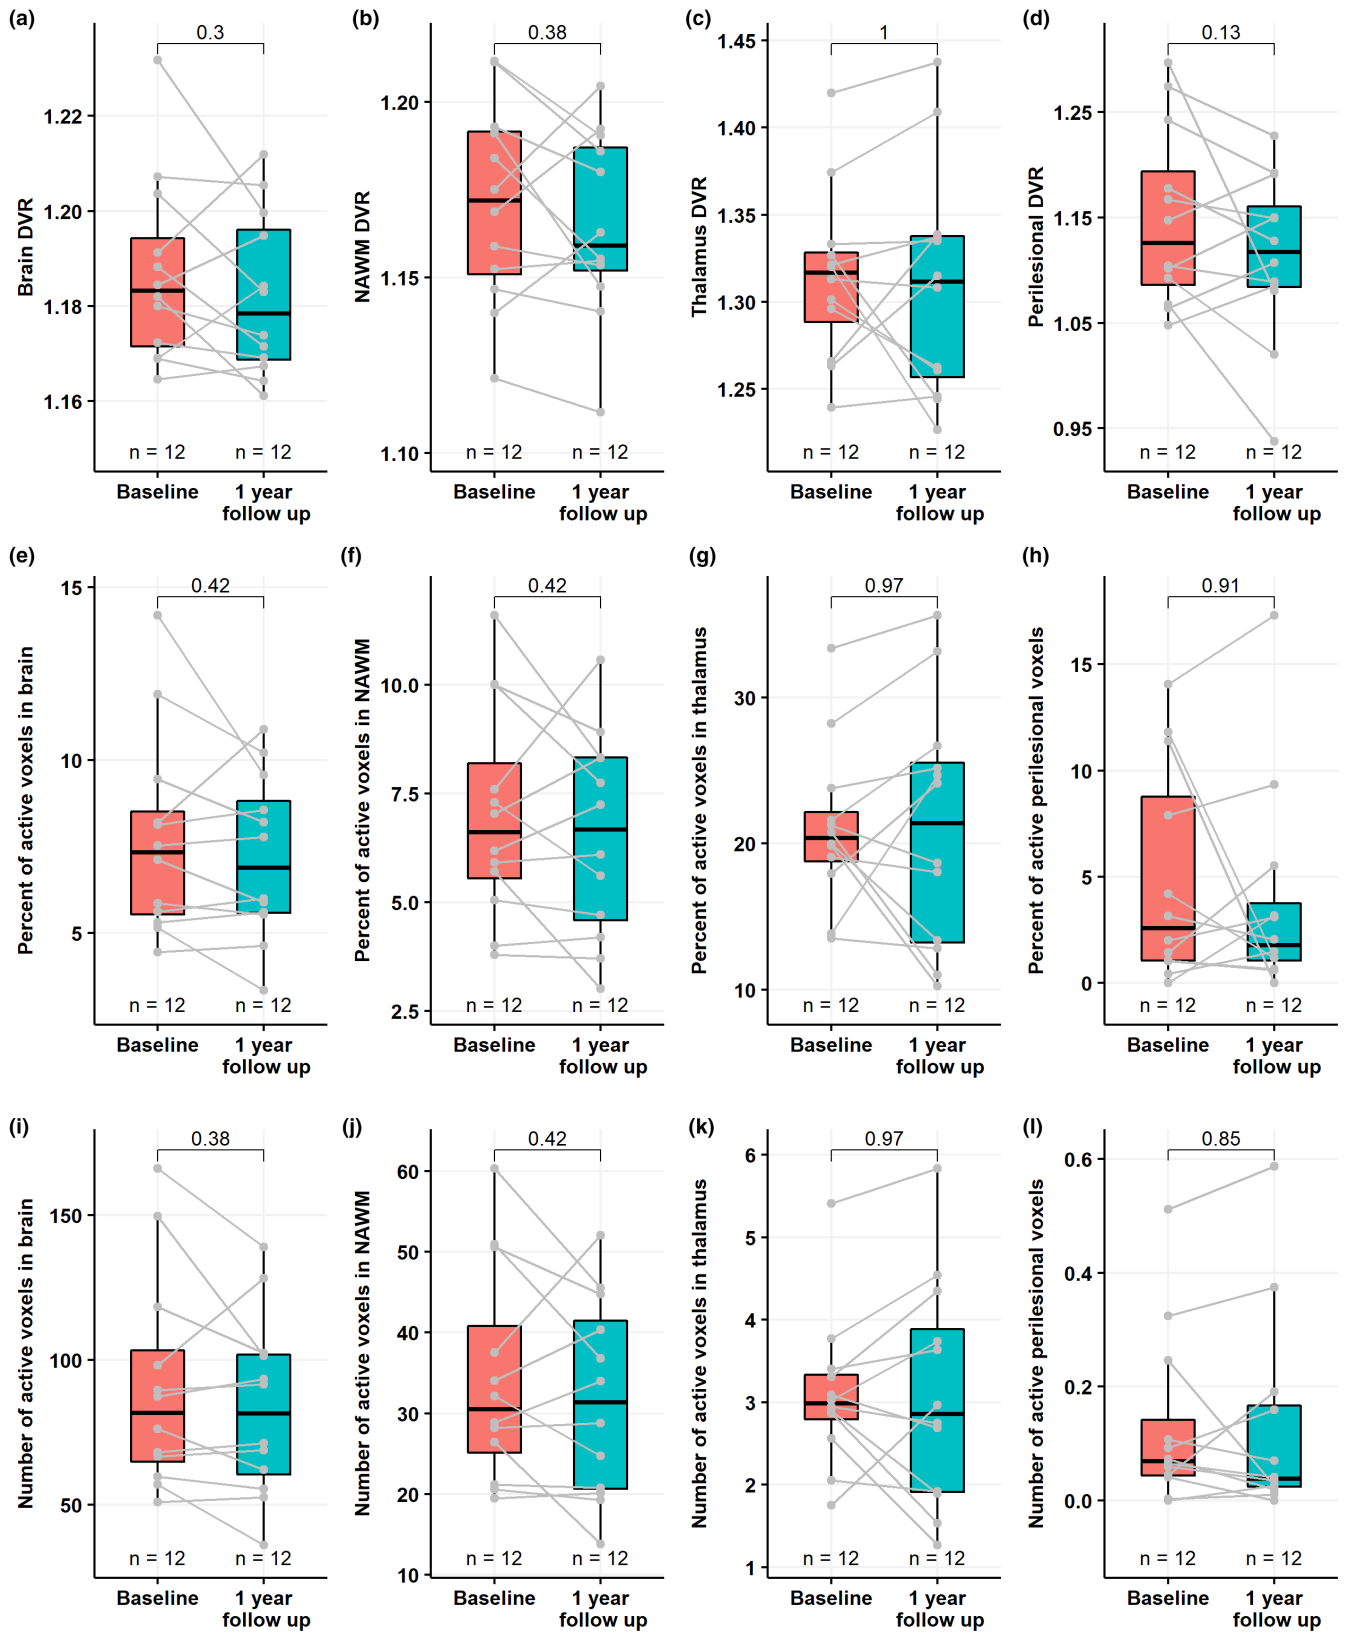 (a)
0.3
Brain DVR
1.22
1.20
1.18
1.16
n = 12
n = 12
Baseline
1 year
follow up
(b)
0.38
NAWM DVR
1.20
1.15
1.10
n = 12
n = 12
Baseline
1 year
follow up
(c)
1
Thalamus DVR
1.45
1.40
1.35
1.30
1.25
n = 12
n = 12
Baseline
1 year
follow up
(d)
0.13
Perilesional DVR
1.25
1.15
1.05
0.95
n = 12
n = 12
Baseline
1 year
follow up
(e)
0.42
Percent of active voxels in brain
15
10
5
n = 12
n = 12
Baseline
1 year
follow up
(f)
0.42
Percent of active voxels in NAWM
10.0
7.5
5.0
2.5
n = 12
n = 12
Baseline
1 year
follow up
(g)
0.97
Percent of active voxels in thalamus
30
20
10
n = 12
n = 12
Baseline
1 year
follow up
(h)
0.91
Percent of active perilesional voxels
15
10
5
0
n = 12
n = 12
Baseline
1 year
follow up
(i)
0.38
Number of active voxels in brain
150
100
50
n = 12
n = 12
Baseline
1 year
follow up
(j)
0.42
Number of active voxels in NAWM
60
50
40
30
20
10
n = 12
n = 12
Baseline
1 year
follow up
(k)
0.97
Number of active voxels in thalamus
6
5
4
3
2
1
n = 12
n = 12
Baseline
1 year
follow up
(l)
0.85
Number of active perilesional voxels
0.6
0.4
0.2
0.0
n = 12
n = 12
Baseline
1 year
follow up